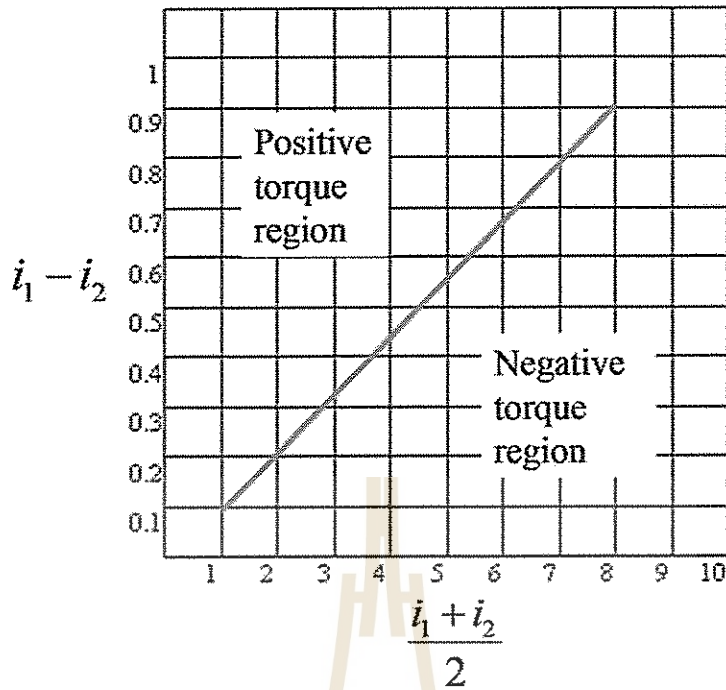 1
0.9
0.8
0.7
0.6
0.5
0.4
0.3
0.2
0.1
Positive
torque
region
i₁ − i₂
Negative
torque
region
1 2 3 4 5 6 7 8 9 10
i₁ + i₂
2